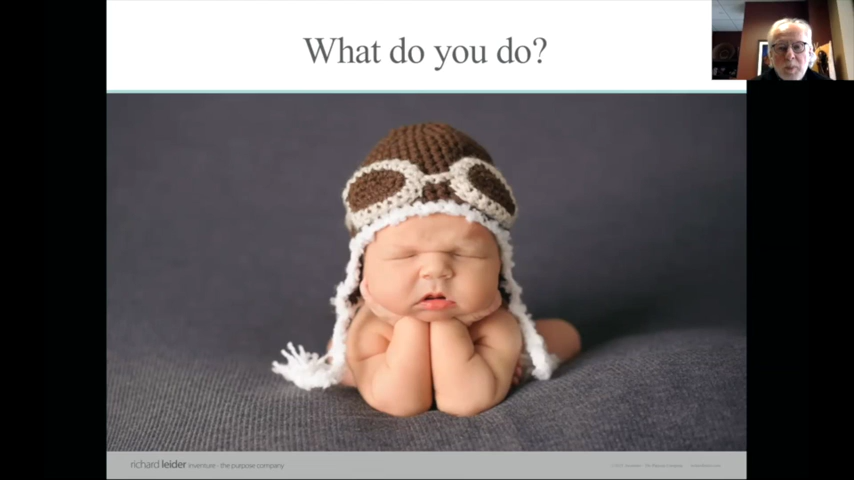 What do you do?
richard leider inventure - the purpose company